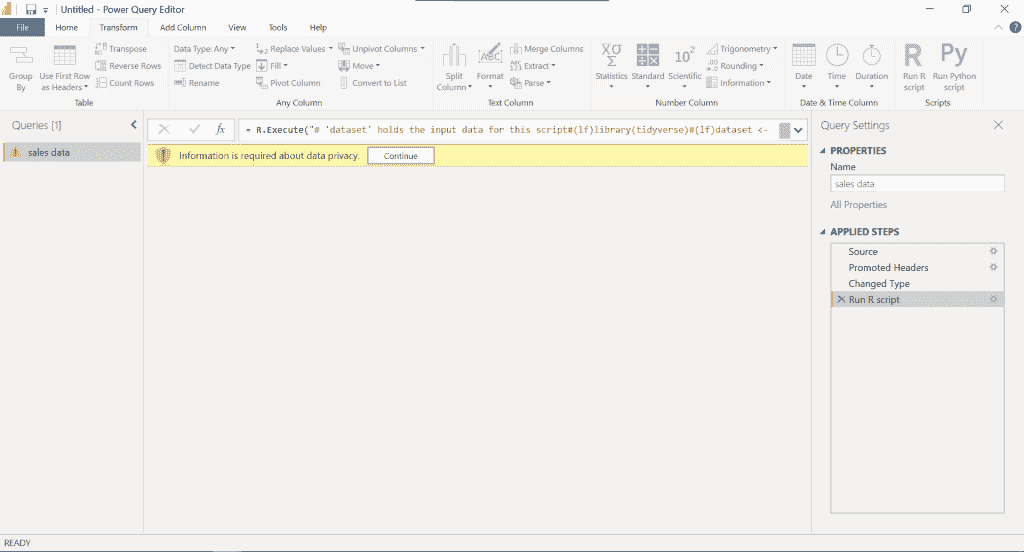 Untitled - Power Query Editor
File Home Transform Add Column View Tools Help
Group By
Use First Row as Headers
Transpose
Reverse Rows
Count Rows
Table
Data Type: Any
Detect Data Type
Rename
Replace Values
Fill
Pivot Column
Unpivot Columns
Move
Convert to List
Any Column
Split Column
Format
ABC
Merge Columns
Extract
Parse
Text Column
Statistics
Standard
Scientific
10²
Trigonometry
Rounding
Information
Number Column
Date
Time
Duration
Date & Time Column
R
Run R script
Py
Run Python script
Scripts
Queries [1]
fx
= R.Execute("# 'dataset' holds the input data for this script#(lf)library(tidyverse)#(lf)dataset <-
sales data
Information is required about data privacy. Continue
Query Settings
PROPERTIES
Name
sales data
All Properties
APPLIED STEPS
Source
Promoted Headers
Changed Type
Run R script
READY